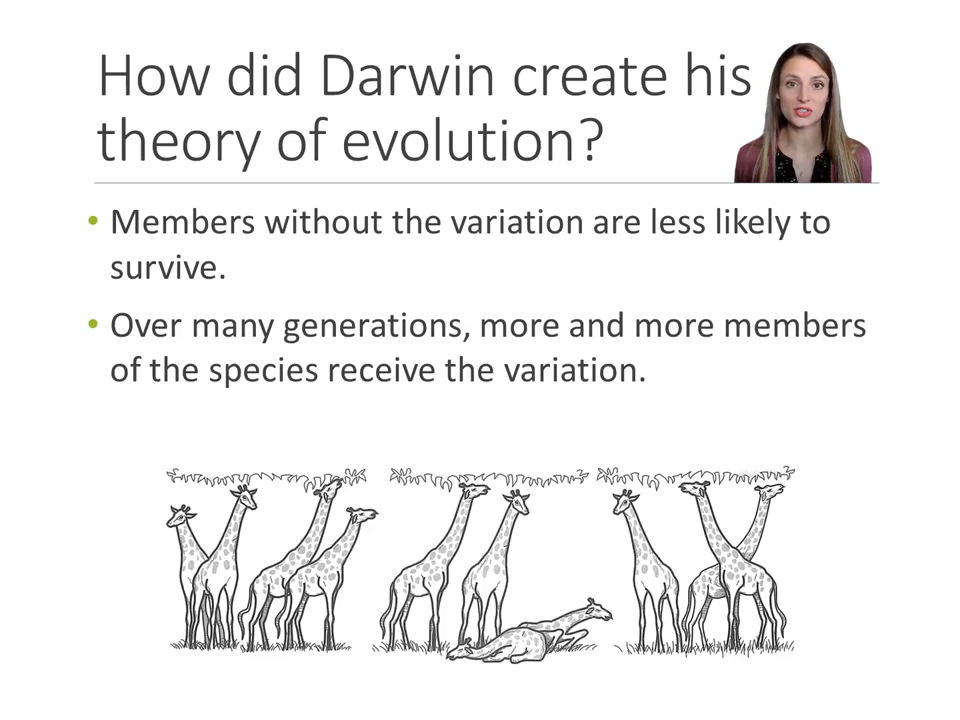 How did Darwin create his
theory of evolution?
• Members without the variation are less likely to
survive.
• Over many generations, more and more members
of the species receive the variation.